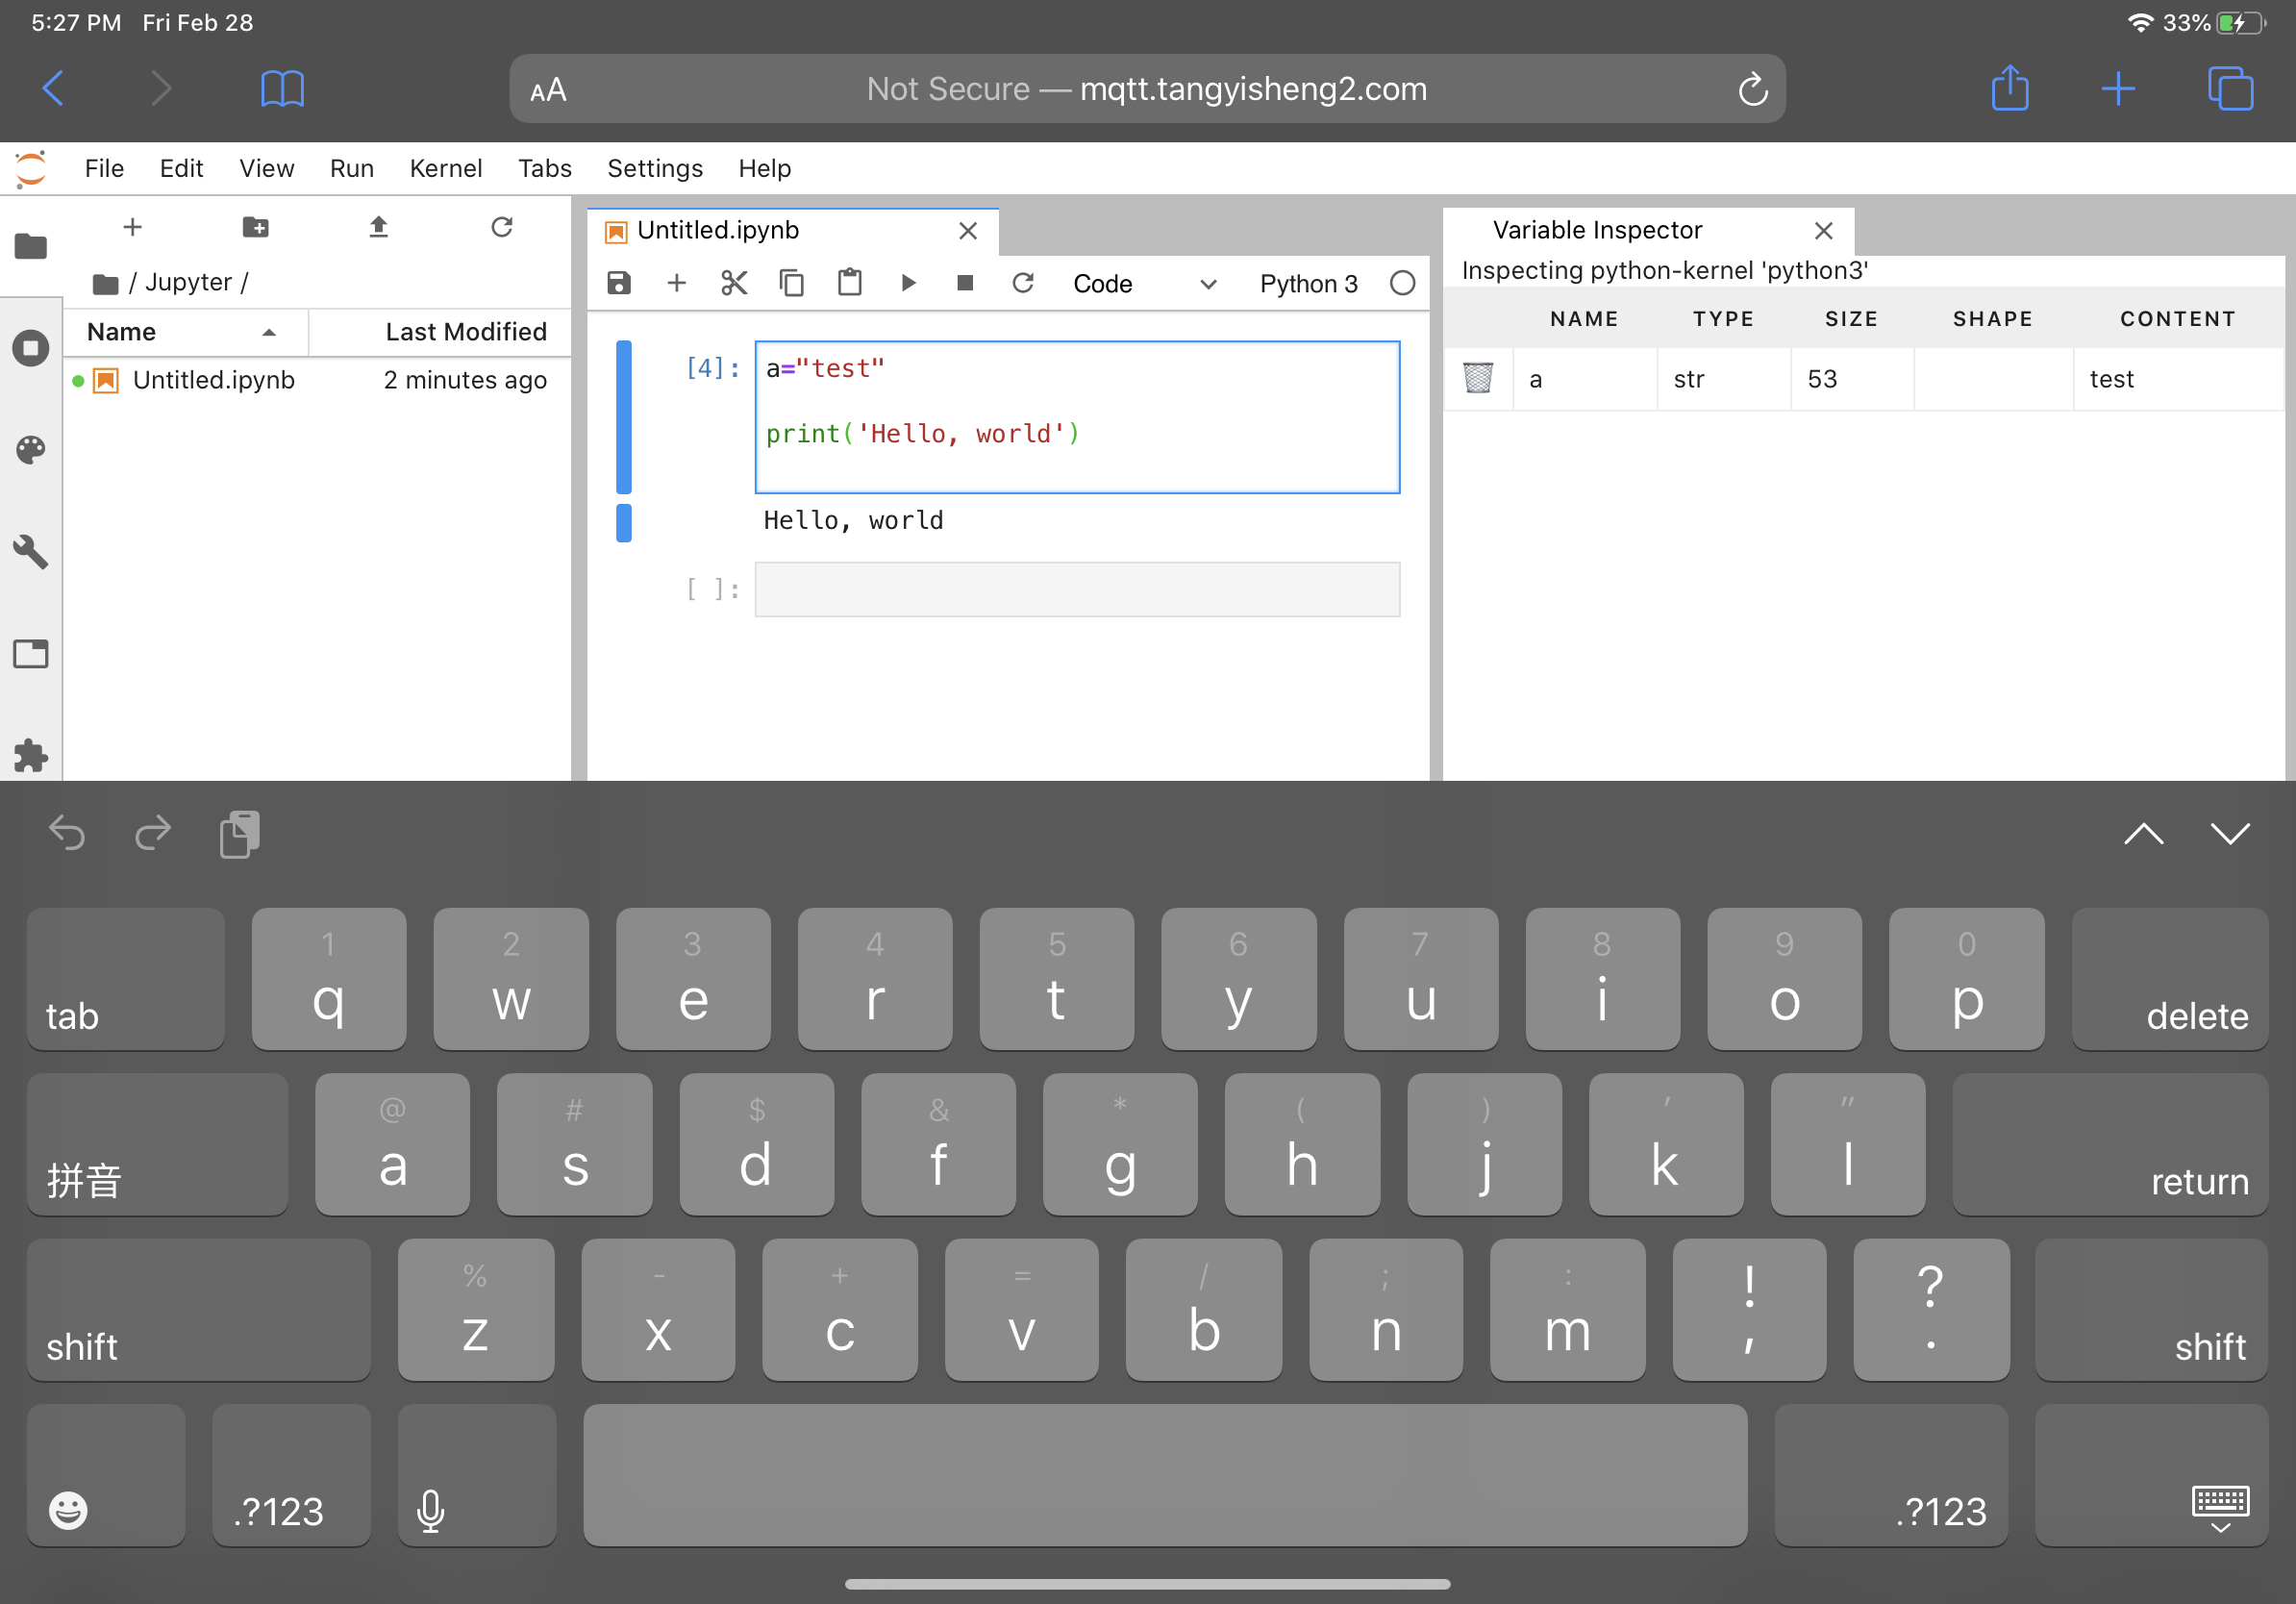 5:27 PM Fri Feb 28 33%
AA Not Secure — mqtt.tangyisheng2.com
File Edit View Run Kernel Tabs Settings Help
/ Jupyter /
Name Last Modified
Untitled.ipynb 2 minutes ago
Untitled.ipynb
Code Python 3
[4]: a="test"
print('Hello, world')
Hello, world
[ ]:
Variable Inspector
Inspecting python-kernel 'python3'
NAME TYPE SIZE SHAPE CONTENT
a str 53 test
1 2 3 4 5 6 7 8 9 0
tab q w e r t y u i o p delete
@ # $ & * ( ) ' "
拼音 a s d f g h j k l return
% - + = / ; : ! ?
shift z x c v b n m , . shift
.?123 .?123